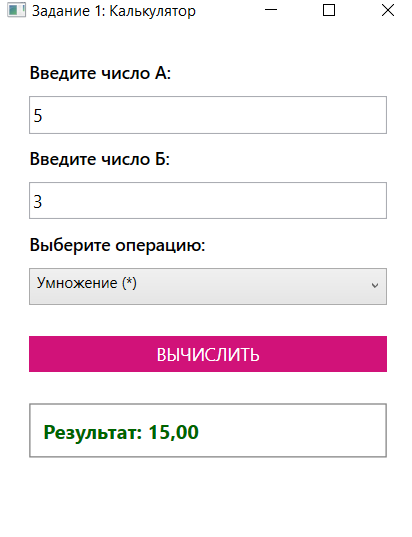 Задание 1: Калькулятор
Введите число А:
5
Введите число Б:
3
Выберите операцию:
Умножение (*)
ВЫЧИСЛИТЬ
Результат: 15,00